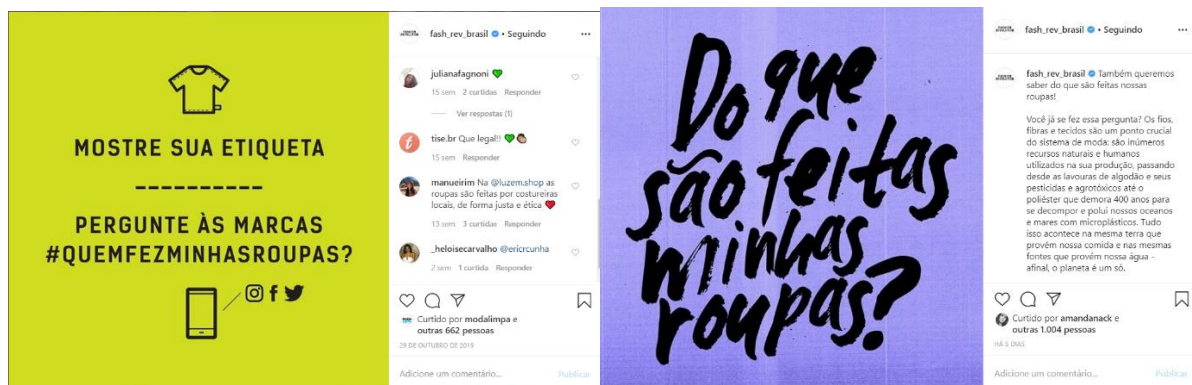 MOSTRE SUA ETIQUETA
----------
PERGUNTE ÀS MARCAS
#QUEMFEZMINHASROUPAS?
fash_rev_brasil • Seguindo
julianafagnoni
15 sem 2 curtidas Responder
Ver respostas (1)
tise.br Que legal!!
15 sem Responder
manueirim Na @luzem.shop as
roupas são feitas por costureiras
locais, de forma justa e ética
13 sem 3 curtidas Responder
_heloisecarvalho @ericrcunha
2 sem 1 curtida Responder
Curtido por modalimpa e
outras 662 pessoas
29 DE OUTUBRO DE 2019
Adicione um comentário... Publicar
Do que
são feitas
minhas
roupas?
fash_rev_brasil • Seguindo
fash_rev_brasil Também queremos
saber do que são feitas nossas
roupas!
Você já se fez essa pergunta? Os fios,
fibras e tecidos são um ponto crucial
do sistema de moda: são inúmeros
recursos naturais e humanos
utilizados na sua produção, passando
desde as lavouras de algodão e seus
pesticidas e agrotóxicos até o
poliéster que demora 400 anos para
se decompor e polui nossos oceanos
e mares com microplásticos. Tudo
isso acontece na mesma terra que
provém nossa comida e nas mesmas
fontes que provém nossa água -
afinal, o planeta é um só.
Curtido por amandanack e
outras 1.004 pessoas
HÁ 5 DIAS
Adicione um comentário... Publicar